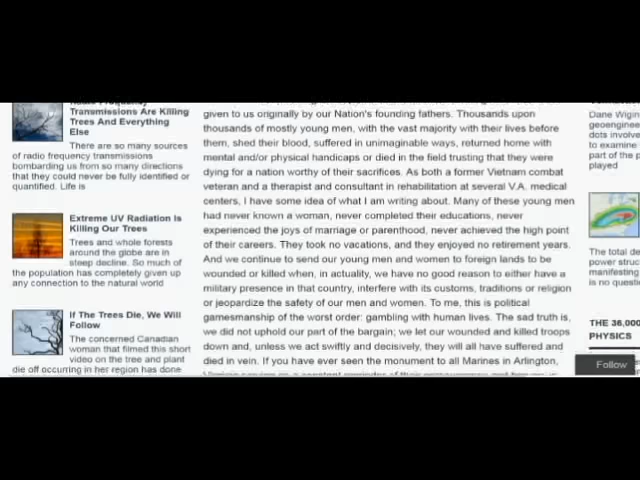 Radio Frequency
Transmissions Are Killing
Trees And Everything
Else
There are so many sources
of radio frequency transmissions
bombarding us from so many directions
that they could never be fully identified or
quantified. Life is
Extreme UV Radiation Is
Killing Our Trees
Trees and whole forests
around the globe are in
steep decline. So much of
the population has completely given up
any connection to the natural world
If The Trees Die, We Will
Follow
The concerned Canadian
woman that filmed this short
video on the tree and plant
die off occurring in her region has done
given to us originally by our Nation's founding fathers. Thousands upon
thousands of mostly young men, with the vast majority with their lives before
them, shed their blood, suffered in unimaginable ways, returned home with
mental and/or physical handicaps or died in the field trusting that they were
dying for a nation worthy of their sacrifices. As both a former Vietnam combat
veteran and a therapist and consultant in rehabilitation at several V.A. medical
centers, I have some idea of what I am writing about. Many of these young men
had never known a woman, never completed their educations, never
experienced the joys of marriage or parenthood, never achieved the high point
of their careers. They took no vacations, and they enjoyed no retirement years.
And we continue to send our young men and women to foreign lands to be
wounded or killed when, in actuality, we have no good reason to either have a
military presence in that country, interfere with its customs, traditions or religion
or jeopardize the safety of our men and women. To me, this is political
gamesmanship of the worst order: gambling with human lives. The sad truth is,
we did not uphold our part of the bargain; we let our wounded and killed troops
down and, unless we act swiftly and decisively, they will all have suffered and
died in vein. If you have ever seen the monument to all Marines in Arlington,
Dane Wigin
geoengineer
dots involve
to examine
part of the p
played
The total de
power struc
manifesting
is no questi
THE 36,000
PHYSICS
Follow